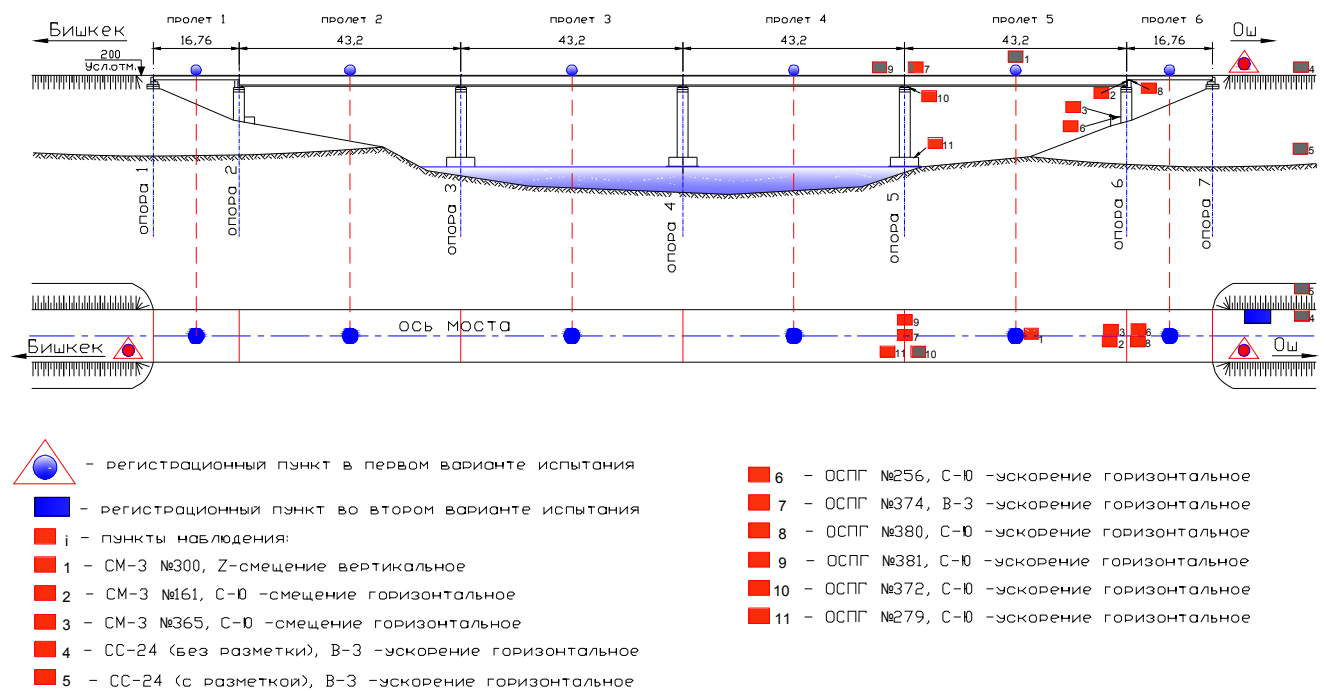 Бишкек
пролет 1
пролет 2
пролет 3
пролет 4
пролет 5
пролет 6
Ош
16,76
43,2
43,2
43,2
43,2
16,76
200
Усл.отм.
9
7
1
4
10
2
8
3
6
11
5
опора 1
опора 2
опора 3
опора 4
опора 5
опора 6
опора 7
5
4
ось моста
Бишкек
Ош
9
7
11
10
1
3
2
6
8
- регистрационный пункт в первом варианте испытания
- регистрационный пункт во втором варианте испытания
i - пункты наблюдения:
1 - СМ-3 №300, Z-смещение вертикальное
2 - СМ-3 №161, С-Ю -смещение горизонтальное
3 - СМ-3 №365, С-Ю -смещение горизонтальное
4 - СС-24 (без разметки), В-З -ускорение горизонтальное
5 - СС-24 (с разметкой), В-З -ускорение горизонтальное
6 - ОСПГ №256, С-Ю -ускорение горизонтальное
7 - ОСПГ №374, В-З -ускорение горизонтальное
8 - ОСПГ №380, С-Ю -ускорение горизонтальное
9 - ОСПГ №381, С-Ю -ускорение горизонтальное
10 - ОСПГ №372, С-Ю -ускорение горизонтальное
11 - ОСПГ №279, С-Ю -ускорение горизонтальное